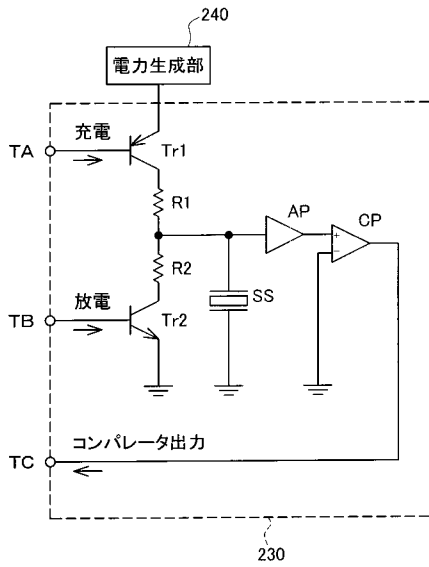 240
電力生成部
充電
TA
Tr1
R1
AP
CP
+
−
R2
放電
SS
TB
Tr2
コンパレータ出力
TC
230